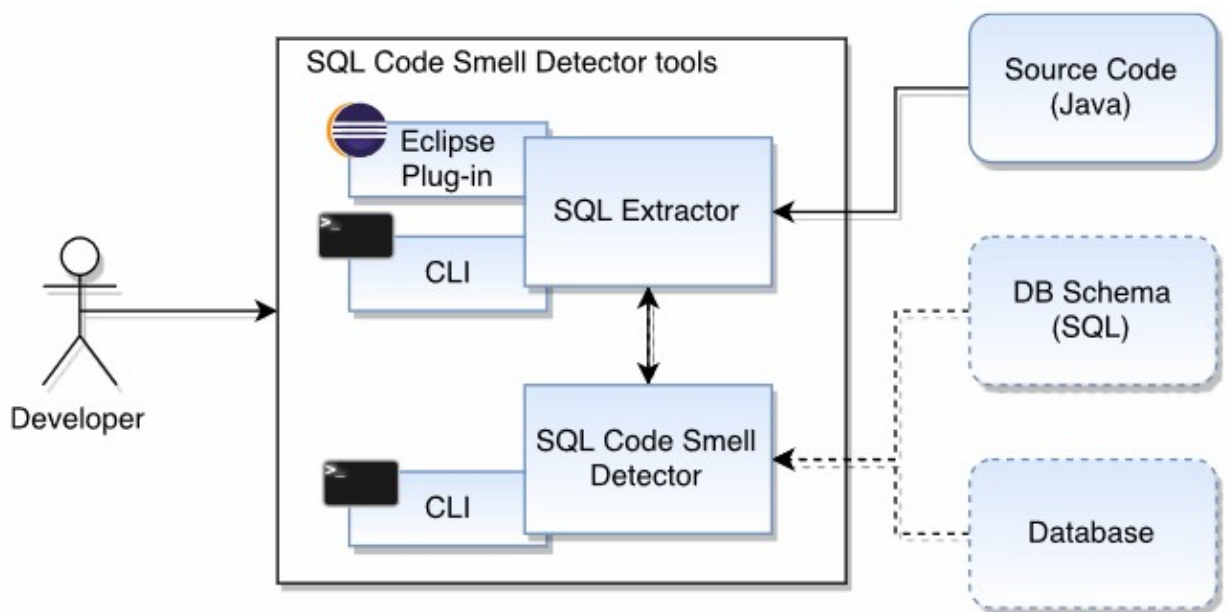 SQL Code Smell Detector tools
Eclipse
Plug-in
>_
CLI
SQL Extractor
SQL Code Smell
Detector
>_
CLI
Developer
Source Code
(Java)
DB Schema
(SQL)
Database